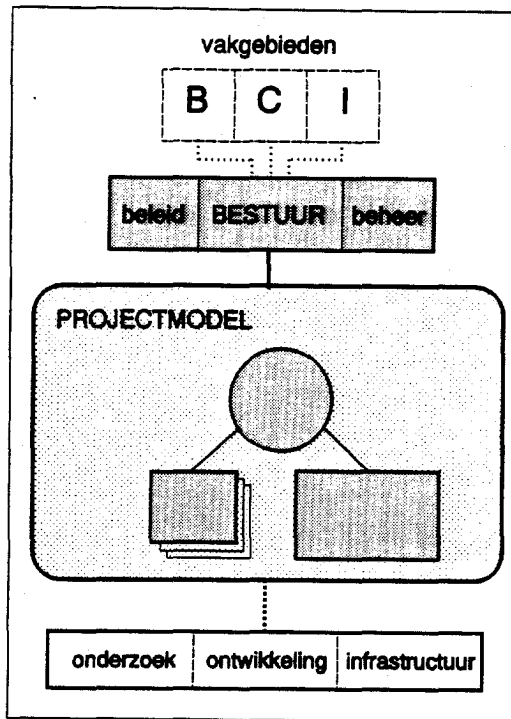 vakgebieden
B C I
beleid BESTUUR beheer
PROJECTMODEL
onderzoek ontwikkeling infrastructuur